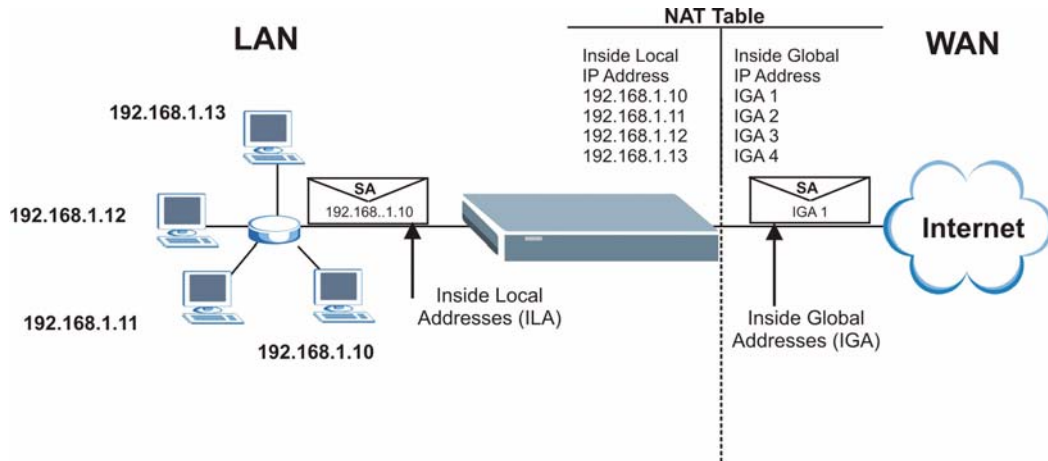 NAT Table
LAN
WAN
Inside Local
IP Address
192.168.1.10
192.168.1.11
192.168.1.12
192.168.1.13
Inside Global
IP Address
IGA 1
IGA 2
IGA 3
IGA 4
192.168.1.13
192.168.1.12
192.168.1.11
192.168.1.10
SA
192.168..1.10
SA
IGA 1
Internet
Inside Local
Addresses (ILA)
Inside Global
Addresses (IGA)